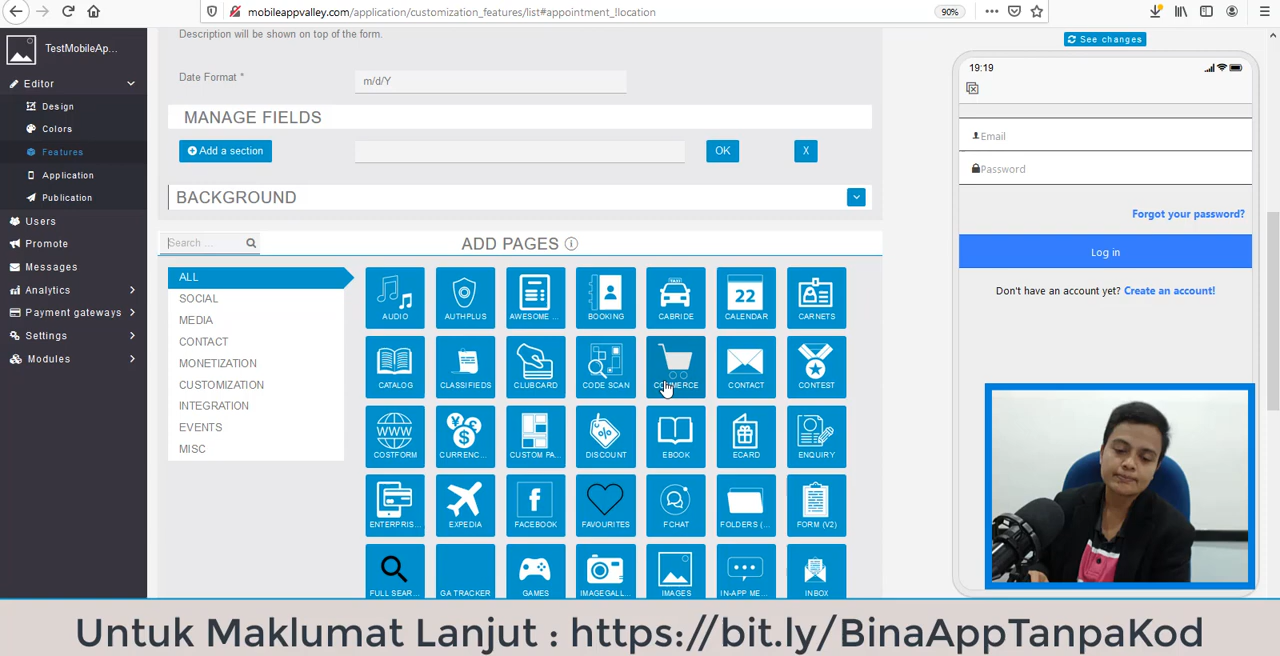 mobileappvalley.com/application/customization_features/list#appointment_llocation
90%
TestMobileAp...
Editor
Design
Colors
Features
Application
Publication
Users
Promote
Messages
Analytics
Payment gateways
Settings
Modules
Description will be shown on top of the form.
Date Format *
m/d/Y
MANAGE FIELDS
Add a section
OK
X
BACKGROUND
Search ...
ADD PAGES
ALL
SOCIAL
MEDIA
CONTACT
MONETIZATION
CUSTOMIZATION
INTEGRATION
EVENTS
MISC
AUDIO
AUTHPLUS
AWESOME ...
BOOKING
TAXI
CABRIDE
22
CALENDAR
CARNETS
CATALOG
CLASSIFIEDS
CLUBCARD
CODE SCAN
COMMERCE
CONTACT
CONTEST
WWW
COSTFORM
CURRENC...
CUSTOM PA...
DISCOUNT
EBOOK
ECARD
ENQUIRY
ENTERPRIS...
EXPEDIA
FACEBOOK
FAVOURITES
FCHAT
FOLDERS (...
FORM (V2)
FULL SEAR...
GA TRACKER
GAMES
IMAGEGALL...
IMAGES
IN-APP ME...
INBOX
See changes
19:19
Email
Password
Forgot your password?
Log in
Don't have an account yet? Create an account!
Untuk Maklumat Lanjut : https://bit.ly/BinaAppTanpaKod